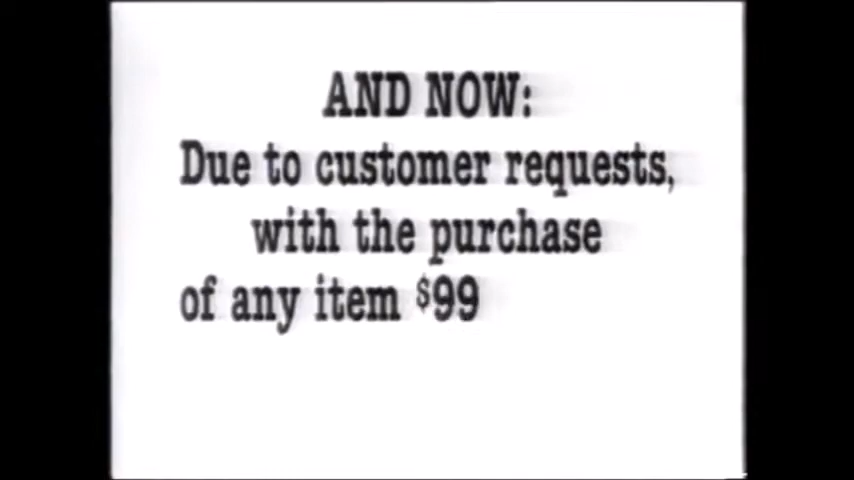 AND NOW:
Due to customer requests,
with the purchase
of any item $99